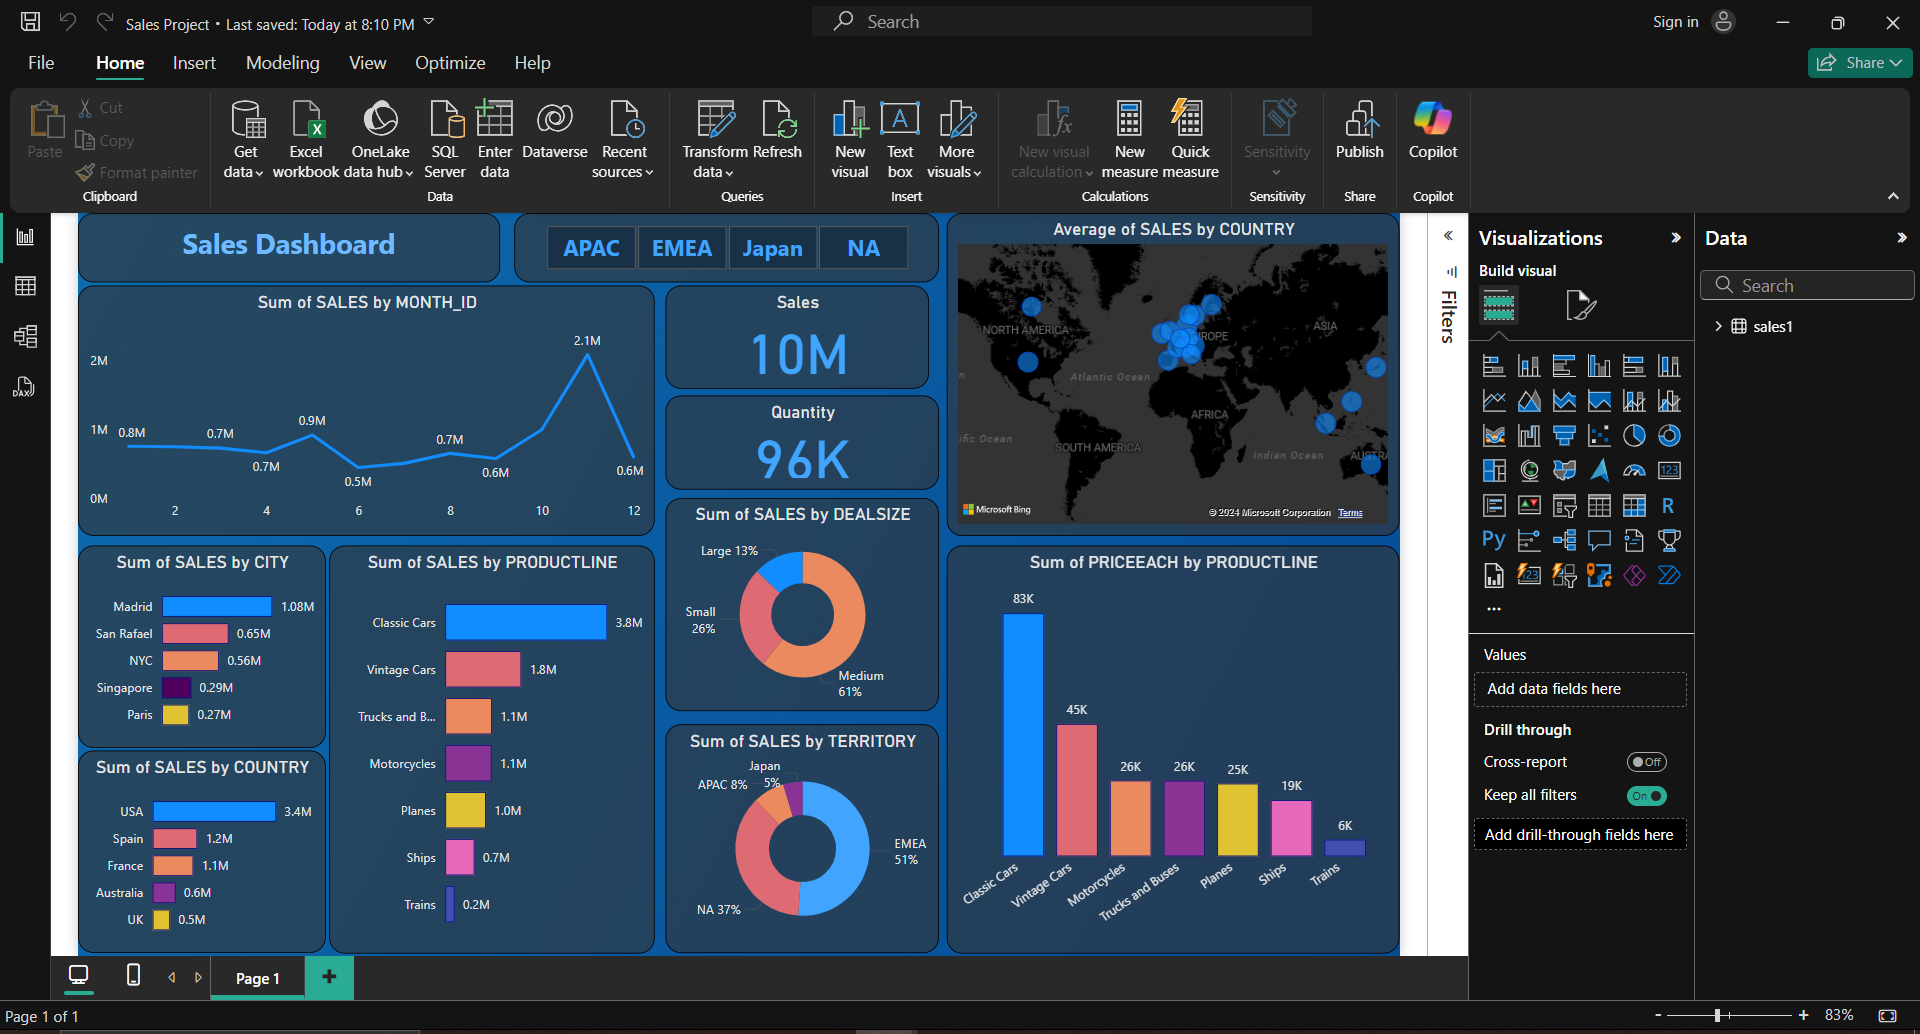 Sales Project • Last saved: Today at 8:10 PM
Search
Sign in
File
Home
Insert
Modeling
View
Optimize
Help
Share
Paste
Cut
Copy
Format painter
Clipboard
Get
data
Excel
workbook
OneLake
data hub
SQL
Server
Enter
data
Dataverse
Recent
sources
Data
Transform
data
Refresh
Queries
New
visual
Text
box
More
visuals
Insert
New visual
calculation
New
measure
Quick
measure
Calculations
Sensitivity
Sensitivity
Publish
Share
Copilot
Copilot
Sales Dashboard
APAC
EMEA
Japan
NA
Sum of SALES by MONTH_ID
2M
1M
0M
0.8M
0.7M
0.7M
0.9M
0.5M
0.7M
0.6M
2.1M
0.6M
2
4
6
8
10
12
Sales
10M
Quantity
96K
Average of SALES by COUNTRY
NORTH AMERICA
ASIA
Atlantic Ocean
AFRICA
SOUTH AMERICA
Indian Ocean
Microsoft Bing
© 2024 Microsoft Corporation Terms
Sum of SALES by CITY
Madrid 1.08M
San Rafael 0.65M
NYC 0.56M
Singapore 0.29M
Paris 0.27M
Sum of SALES by COUNTRY
USA 3.4M
Spain 1.2M
France 1.1M
Australia 0.6M
UK 0.5M
Sum of SALES by PRODUCTLINE
Classic Cars 3.8M
Vintage Cars 1.8M
Trucks and B... 1.1M
Motorcycles 1.1M
Planes 1.0M
Ships 0.7M
Trains 0.2M
Sum of SALES by DEALSIZE
Large 13%
Small
26%
Medium
61%
Sum of SALES by TERRITORY
Japan
5%
APAC 8%
EMEA
51%
NA 37%
Sum of PRICEEACH by PRODUCTLINE
83K
45K
26K
26K
25K
19K
6K
Classic Cars
Vintage Cars
Motorcycles
Trucks and Buses
Planes
Ships
Trains
Filters
Visualizations
Build visual
123
R
Py
123
Values
Add data fields here
Drill through
Cross-report
Off
Keep all filters
On
Add drill-through fields here
Data
Search
sales1
DAX
Page 1
Page 1 of 1
83%